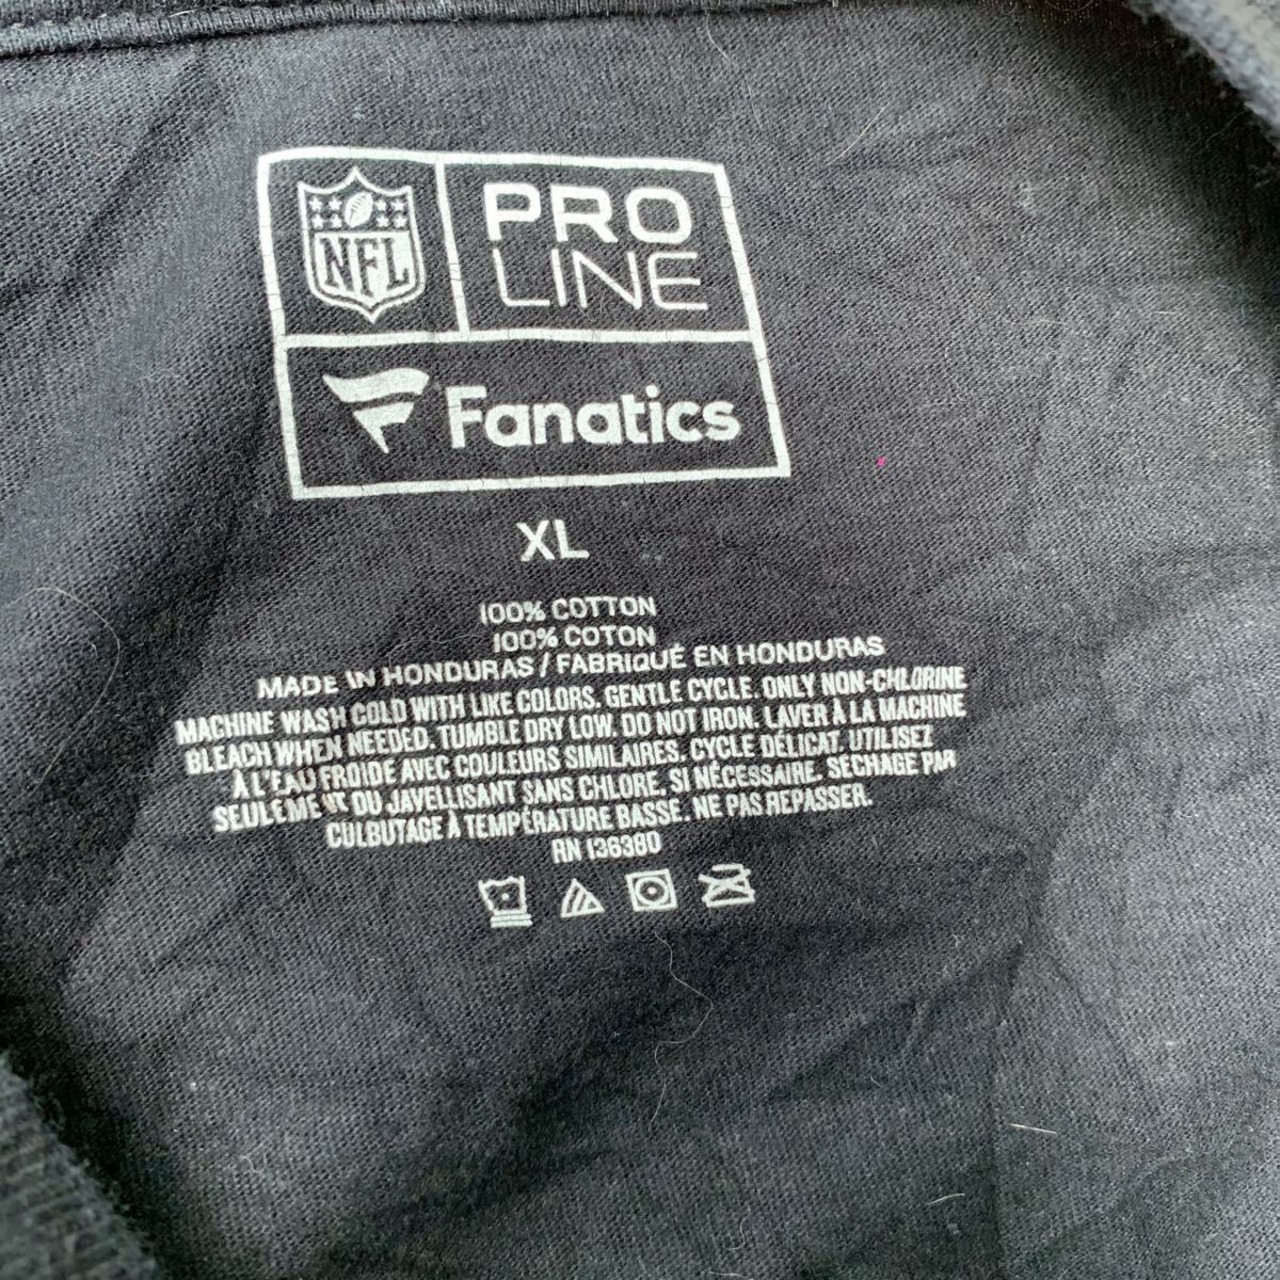 NFL
PRO
LINE
Fanatics
XL
100% COTTON
100% COTON
MADE IN HONDURAS / FABRIQUÉ EN HONDURAS
MACHINE WASH COLD WITH LIKE COLORS. GENTLE CYCLE. ONLY NON-CHLORINE
BLEACH WHEN NEEDED. TUMBLE DRY LOW. DO NOT IRON. LAVER À LA MACHINE
À L'EAU FROIDE AVEC COULEURS SIMILAIRES. CYCLE DÉLICAT. UTILISEZ
SEULEMENT DU JAVELLISANT SANS CHLORE, SI NÉCESSAIRE. SECHAGE PAR
CULBUTAGE À TEMPÉRATURE BASSE. NE PAS REPASSER.
RN 136380